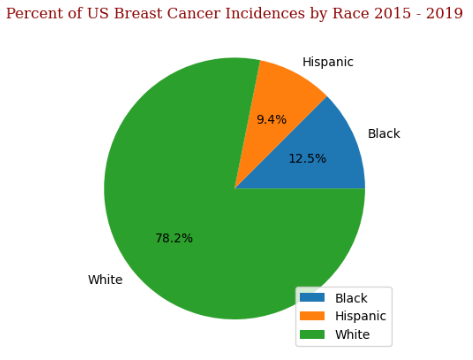 Percent of US Breast Cancer Incidences by Race 2015 - 2019
Hispanic
Black
9.4%
12.5%
78.2%
White
Black
Hispanic
White